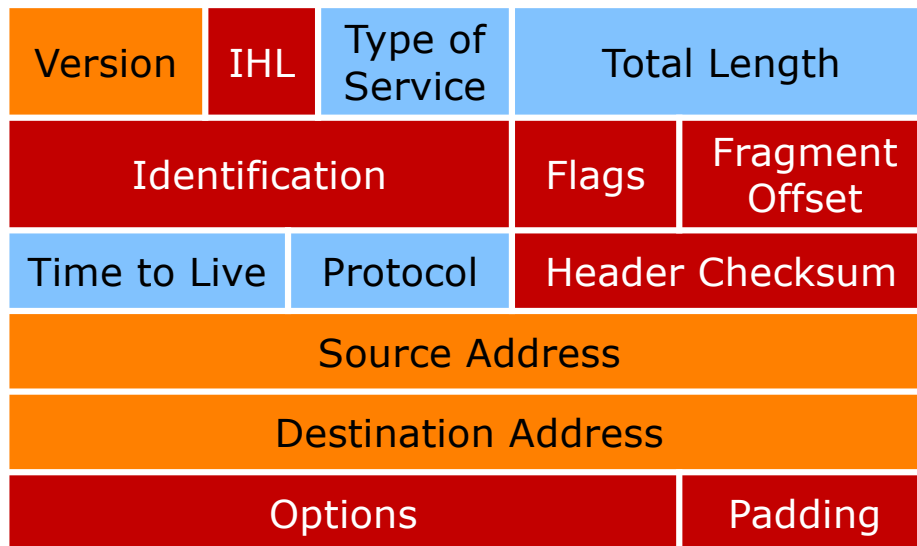 Version
IHL
Type of
Service
Total Length
Identification
Flags
Fragment
Offset
Time to Live
Protocol
Header Checksum
Source Address
Destination Address
Options
Padding